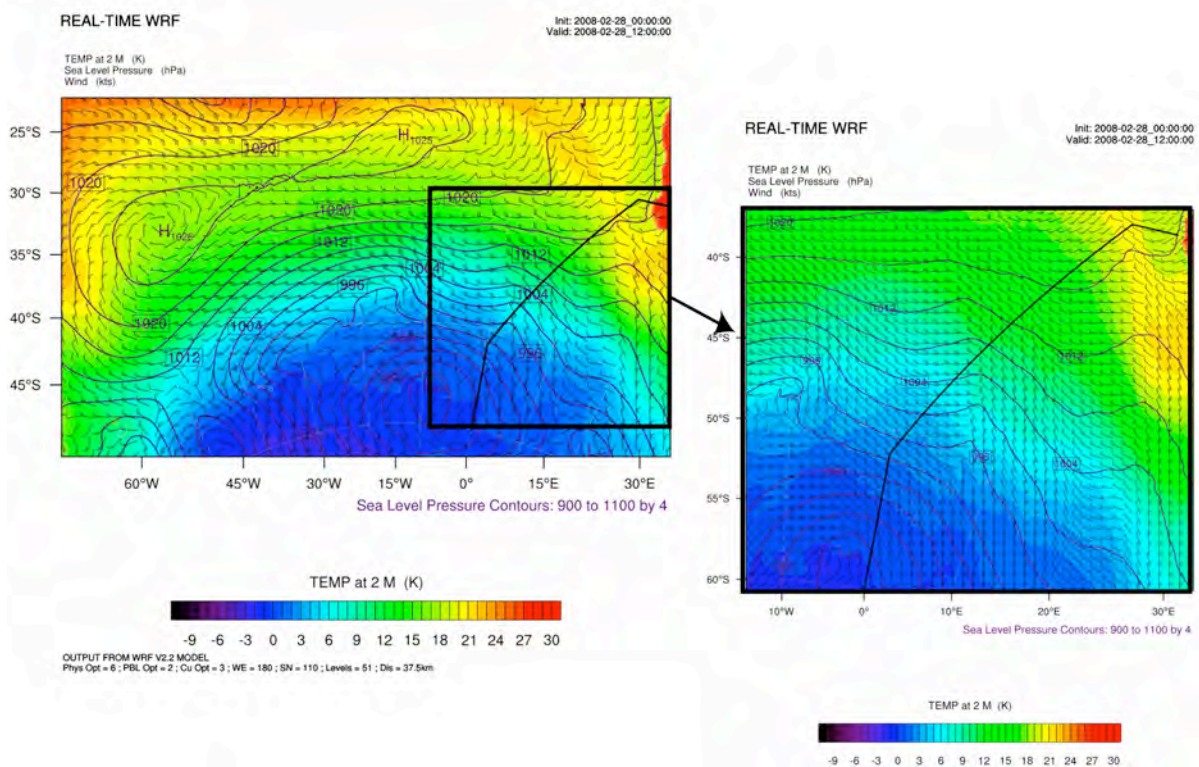 REAL-TIME WRF
Init: 2008-02-28_00:00:00
Valid: 2008-02-28_12:00:00
TEMP at 2 M (K)
Sea Level Pressure (hPa)
Wind (kts)
25°S
30°S
35°S
40°S
45°S
H1025
1020
1020
1020
1020
H1026
1020
1012
1012
1004
996
1004
1020
1004
1012
996
60°W 45°W 30°W 15°W 0° 15°E 30°E
Sea Level Pressure Contours: 900 to 1100 by 4
TEMP at 2 M (K)
-9 -6 -3 0 3 6 9 12 15 18 21 24 27 30
OUTPUT FROM WRF V2.2 MODEL
Phys Opt = 6 ; PBL Opt = 2 ; Cu Opt = 3 ; WE = 180 ; SN = 110 ; Levels = 51 ; Dis = 37.5km
REAL-TIME WRF
Init: 2008-02-28_00:00:00
Valid: 2008-02-28_12:00:00
TEMP at 2 M (K)
Sea Level Pressure (hPa)
Wind (kts)
40°S
45°S
50°S
55°S
60°S
1020
1012
1012
996
1004
996
1004
10°W 0° 10°E 20°E 30°E
Sea Level Pressure Contours: 900 to 1100 by 4
TEMP at 2 M (K)
-9 -6 -3 0 3 6 9 12 15 18 21 24 27 30